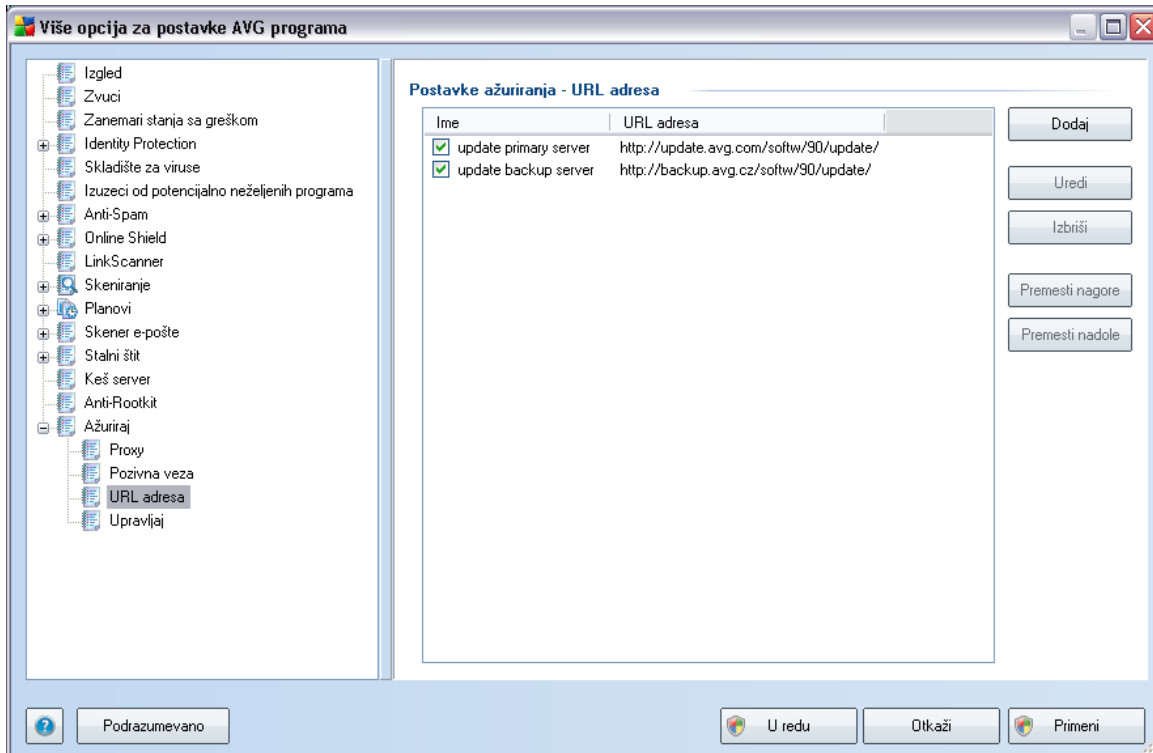 Više opcija za postavke AVG programa
Izgled
Zvuci
Zanemari stanja sa greškom
Identity Protection
Skladište za viruse
Izuzeci od potencijalno neželjenih programa
Anti-Spam
Online Shield
LinkScanner
Skeniranje
Planovi
Skener e-pošte
Stalni štit
Keš server
Anti-Rootkit
Ažuriraj
Proxy
Pozivna veza
URL adresa
Upravljaj
Postavke ažuriranja - URL adresa
Ime URL adresa
update primary server http://update.avg.com/softw/90/update/
update backup server http://backup.avg.cz/softw/90/update/
Dodaj
Uredi
Izbriši
Premesti nagore
Premesti nadole
Podrazumevano
U redu
Otkaži
Primeni